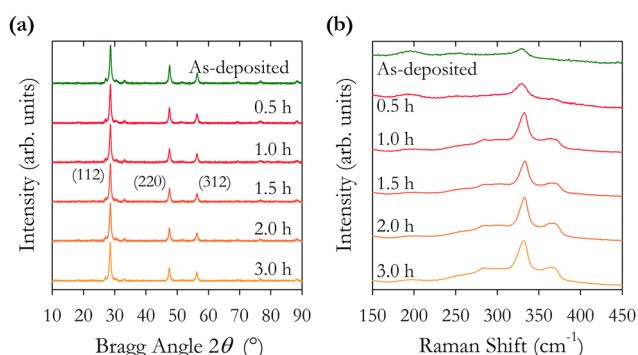 (a)
Intensity (arb. units)
As-deposited
0.5 h
1.0 h
1.5 h
(112)
(220)
(312)
2.0 h
3.0 h
10 20 30 40 50 60 70 80 90
Bragg Angle 2θ (°)
(b)
Intensity (arb. units)
As-deposited
0.5 h
1.0 h
1.5 h
2.0 h
3.0 h
150 200 250 300 350 400 450
Raman Shift (cm⁻¹)